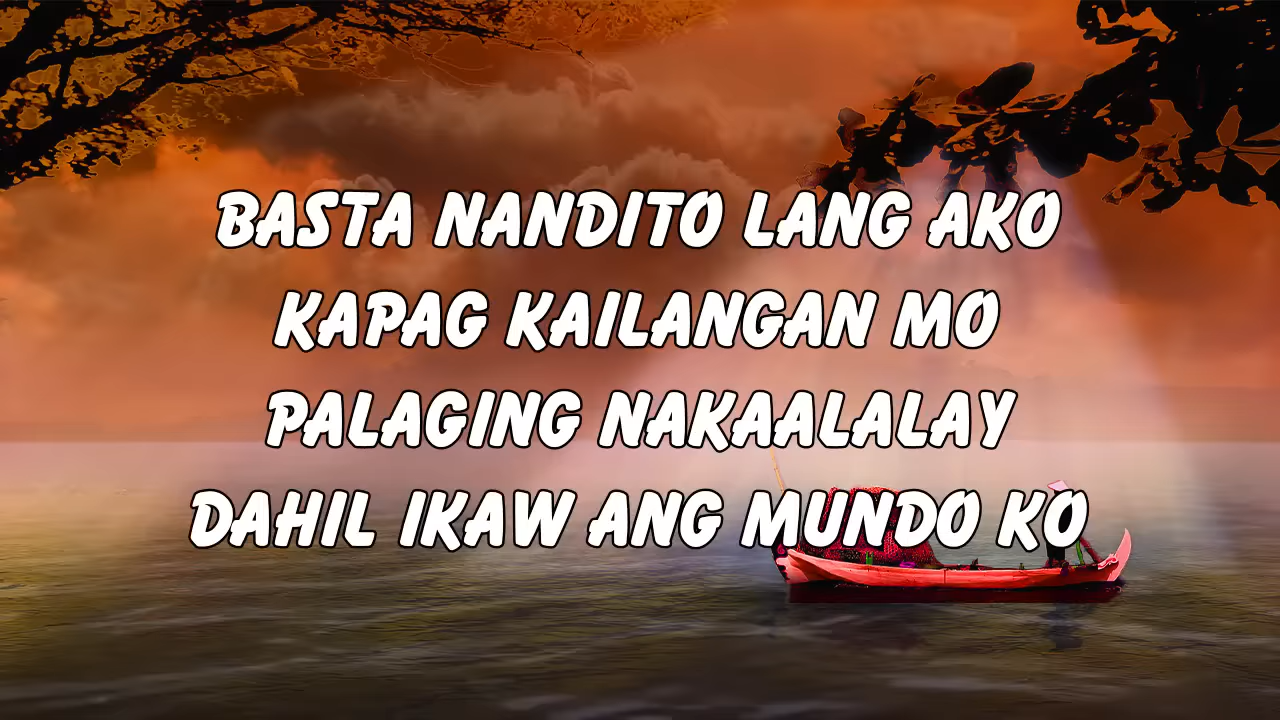 BASTA NANDITO LANG AKO
KAPAG KAILANGAN MO
PALAGING NAKAALALAY
DAHIL IKAW ANG MUNDO KO